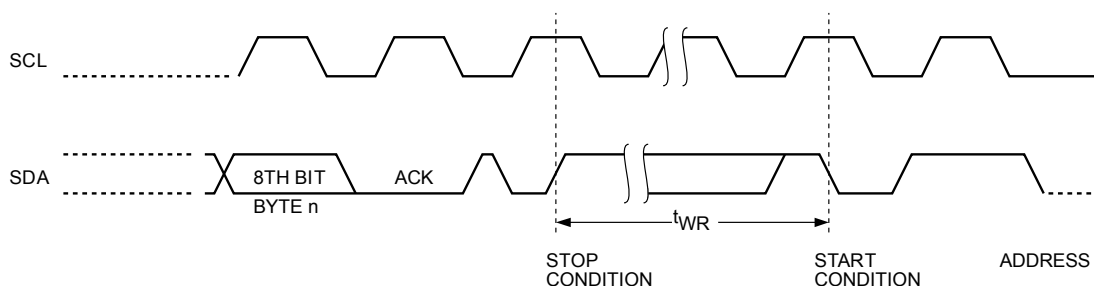 SCL
SDA
8TH BIT
ACK
BYTE n
tWR
STOP
CONDITION
START
CONDITION
ADDRESS